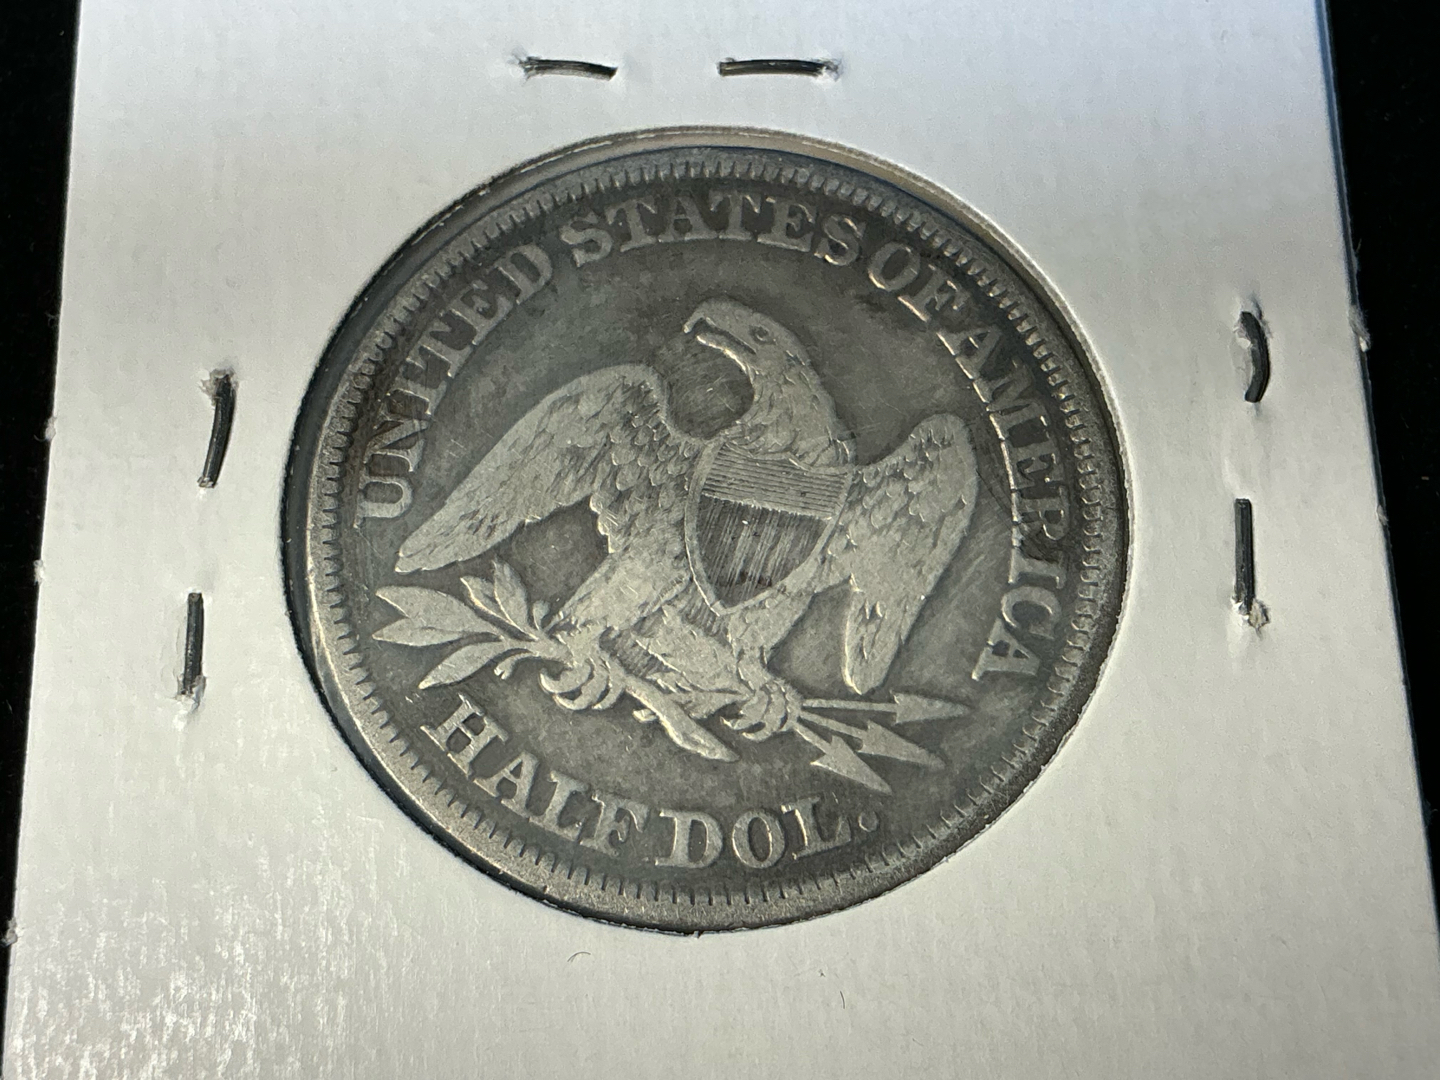 UNITED STATES OF AMERICA
HALF DOL.